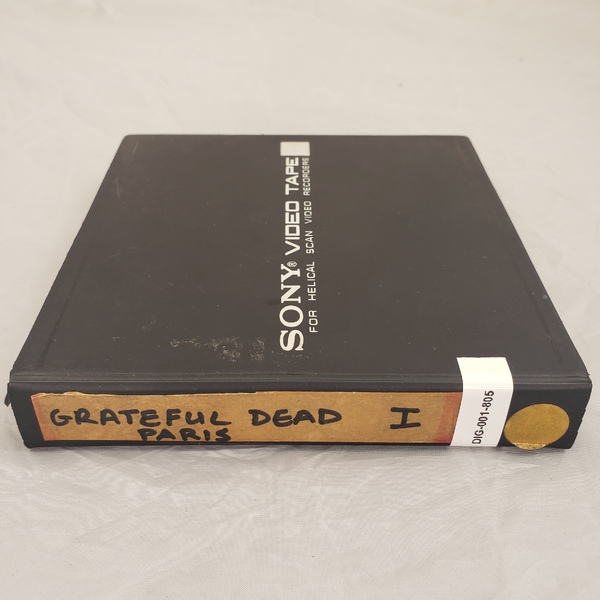 SONY® VIDEO TAPE
FOR HELICAL SCAN VIDEO RECORDERS
GRATEFUL DEAD I
PARIS
DIG-001-805